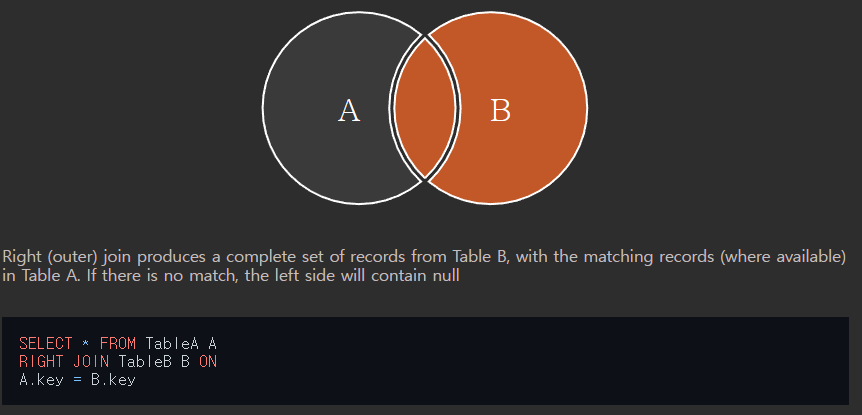 A B
Right (outer) join produces a complete set of records from Table B, with the matching records (where available)
in Table A. If there is no match, the left side will contain null
SELECT * FROM TableA A
RIGHT JOIN TableB B ON
A.key = B.key